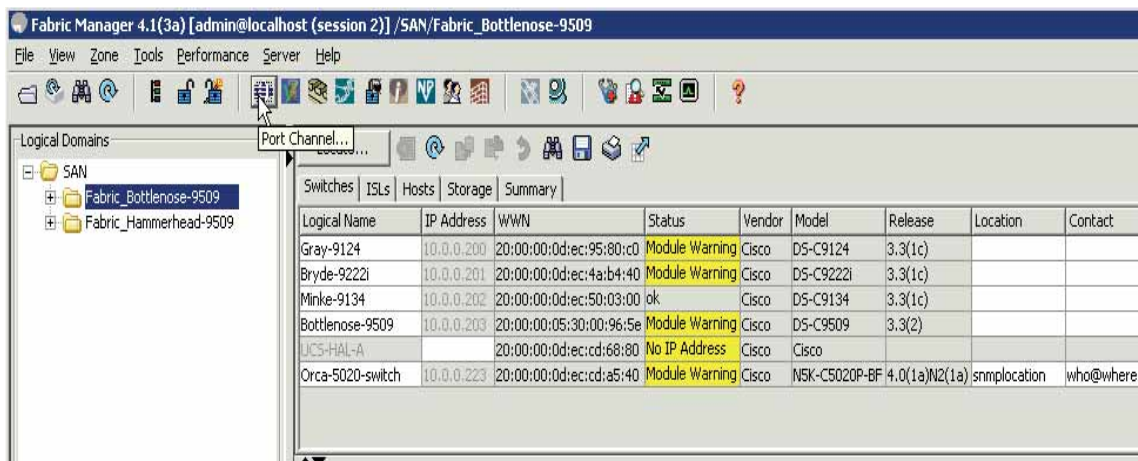 Fabric Manager 4.1(3a) [admin@localhost (session 2)] /SAN/Fabric_Bottlenose-9509
File View Zone Tools Performance Server Help
NP
Logical Domains
Port Channel...
SAN
Fabric_Bottlenose-9509
Fabric_Hammerhead-9509
Switches ISLs Hosts Storage Summary
Logical Name IP Address WWN Status Vendor Model Release Location Contact
Gray-9124 10.0.0.200 20:00:00:0d:ec:95:80:c0 Module Warning Cisco DS-C9124 3.3(1c)
Bryde-9222i 10.0.0.201 20:00:00:0d:ec:4a:b4:40 Module Warning Cisco DS-C9222i 3.3(1c)
Minke-9134 10.0.0.202 20:00:00:0d:ec:50:03:00 ok Cisco DS-C9134 3.3(1c)
Bottlenose-9509 10.0.0.203 20:00:00:05:30:00:96:5e Module Warning Cisco DS-C9509 3.3(2)
UCS-HAL-A 20:00:00:0d:ec:cd:68:80 No IP Address Cisco Cisco
Orca-5020-switch 10.0.0.223 20:00:00:0d:ec:cd:a5:40 Module Warning Cisco N5K-C5020P-BF 4.0(1a)N2(1a) snmplocation who@where